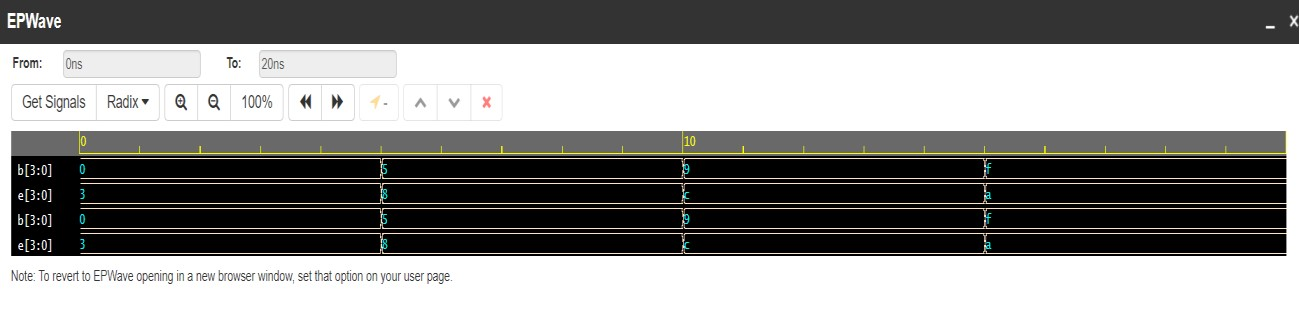 EPWave
From: 0ns To: 20ns
Get Signals Radix 100% -
0 10
b[3:0] 0 5 9 f
e[3:0] 3 8 c a
b[3:0] 0 5 9 f
e[3:0] 3 8 c a
Note: To revert to EPWave opening in a new browser window, set that option on your user page.